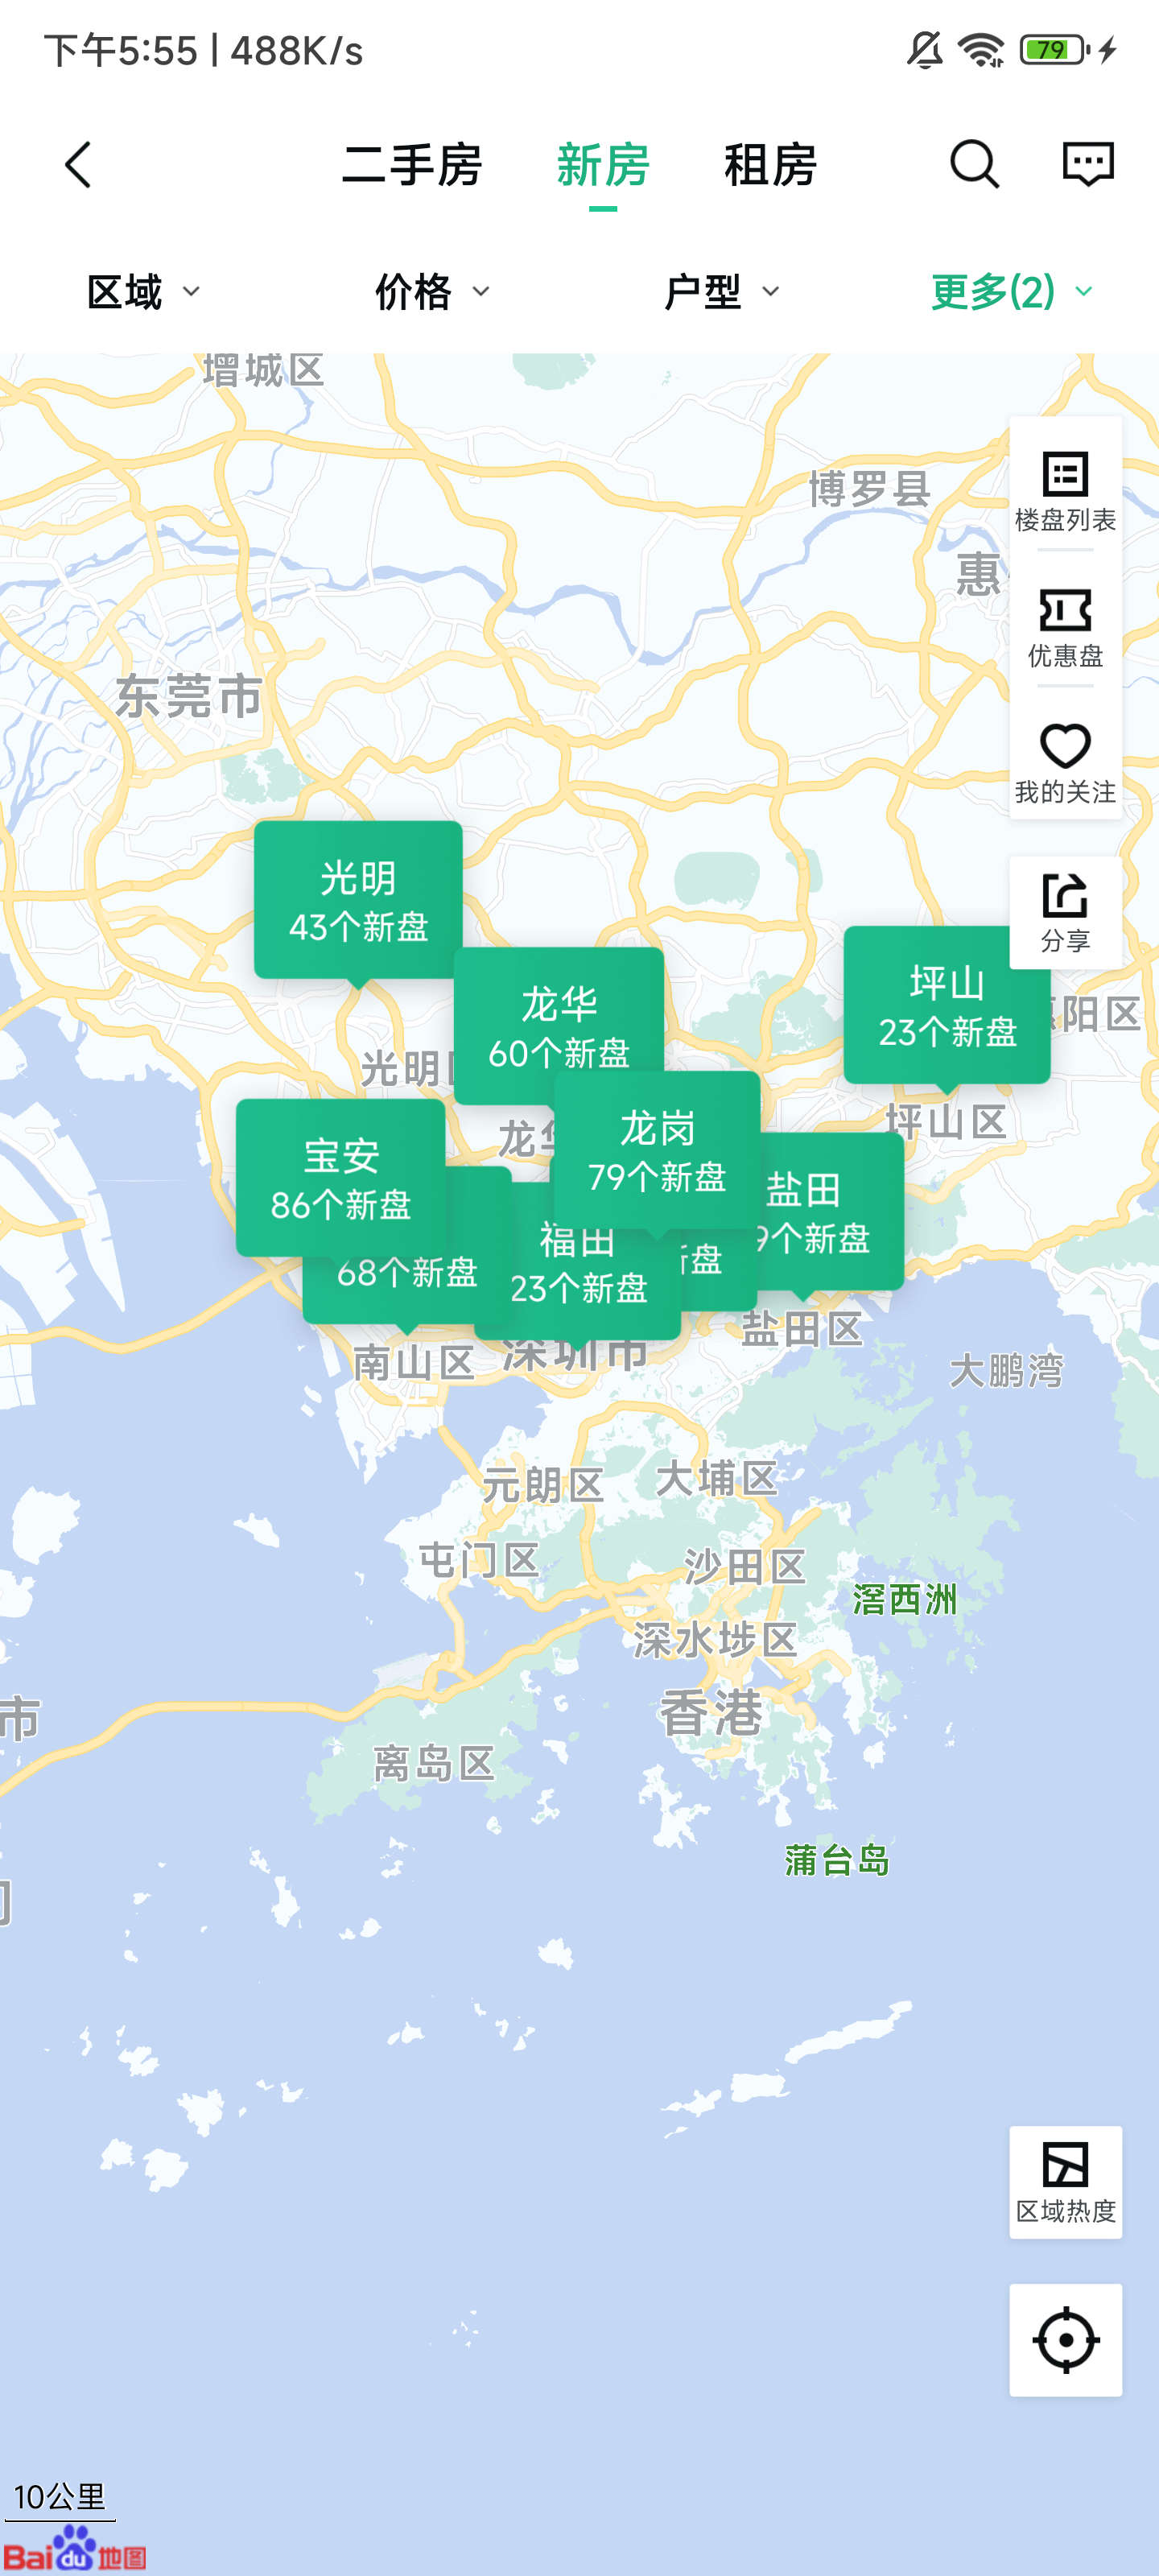 下午5:55 | 488K/s
79
二手房 新房 租房
区域 价格 户型 更多(2)
增城区
博罗县
楼盘列表
惠
优惠盘
东莞市
我的关注
光明
43个新盘
分享
龙华
60个新盘
坪山
23个新盘
阳区
光明
坪山区
龙
龙岗
79个新盘
宝安
86个新盘
盐田
9个新盘
福田
23个新盘
新盘
68个新盘
盐田区
南山区
深圳市
大鹏湾
元朗区
大埔区
屯门区
沙田区
滘西洲
深水埗区
香港
市
离岛区
蒲台岛
区域热度
10公里
Bai du 地图